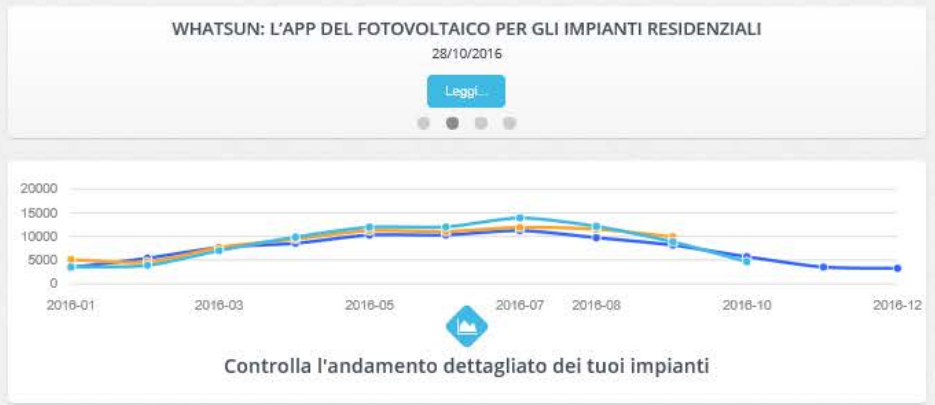 WHATSUN: L’APP DEL FOTOVOLTAICO PER GLI IMPIANTI RESIDENZIALI
28/10/2016
Leggi...
20000
15000
10000
5000
0
2016-01 2016-03 2016-05 2016-07 2016-08 2016-10 2016-12
Controlla l'andamento dettagliato dei tuoi impianti